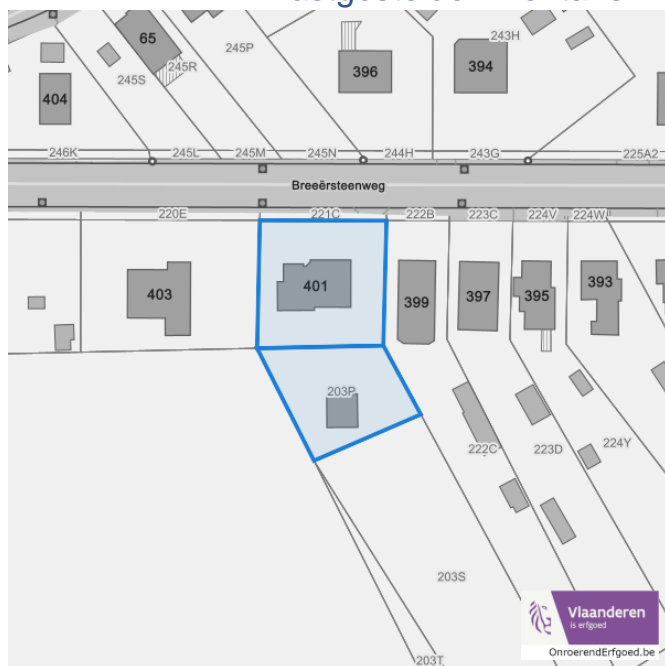 65
245P
243H
245R
245S
396
394
404
246K
245L
245M
245N
244H
243G
225A2
Breeërsteenweg
220E
221C
222B
223C
224V
224W
403
401
399
397
395
393
203P
222C
223D
224Y
203S
203T
Vlaanderen
is erfgoed
OnroerendErfgoed.be